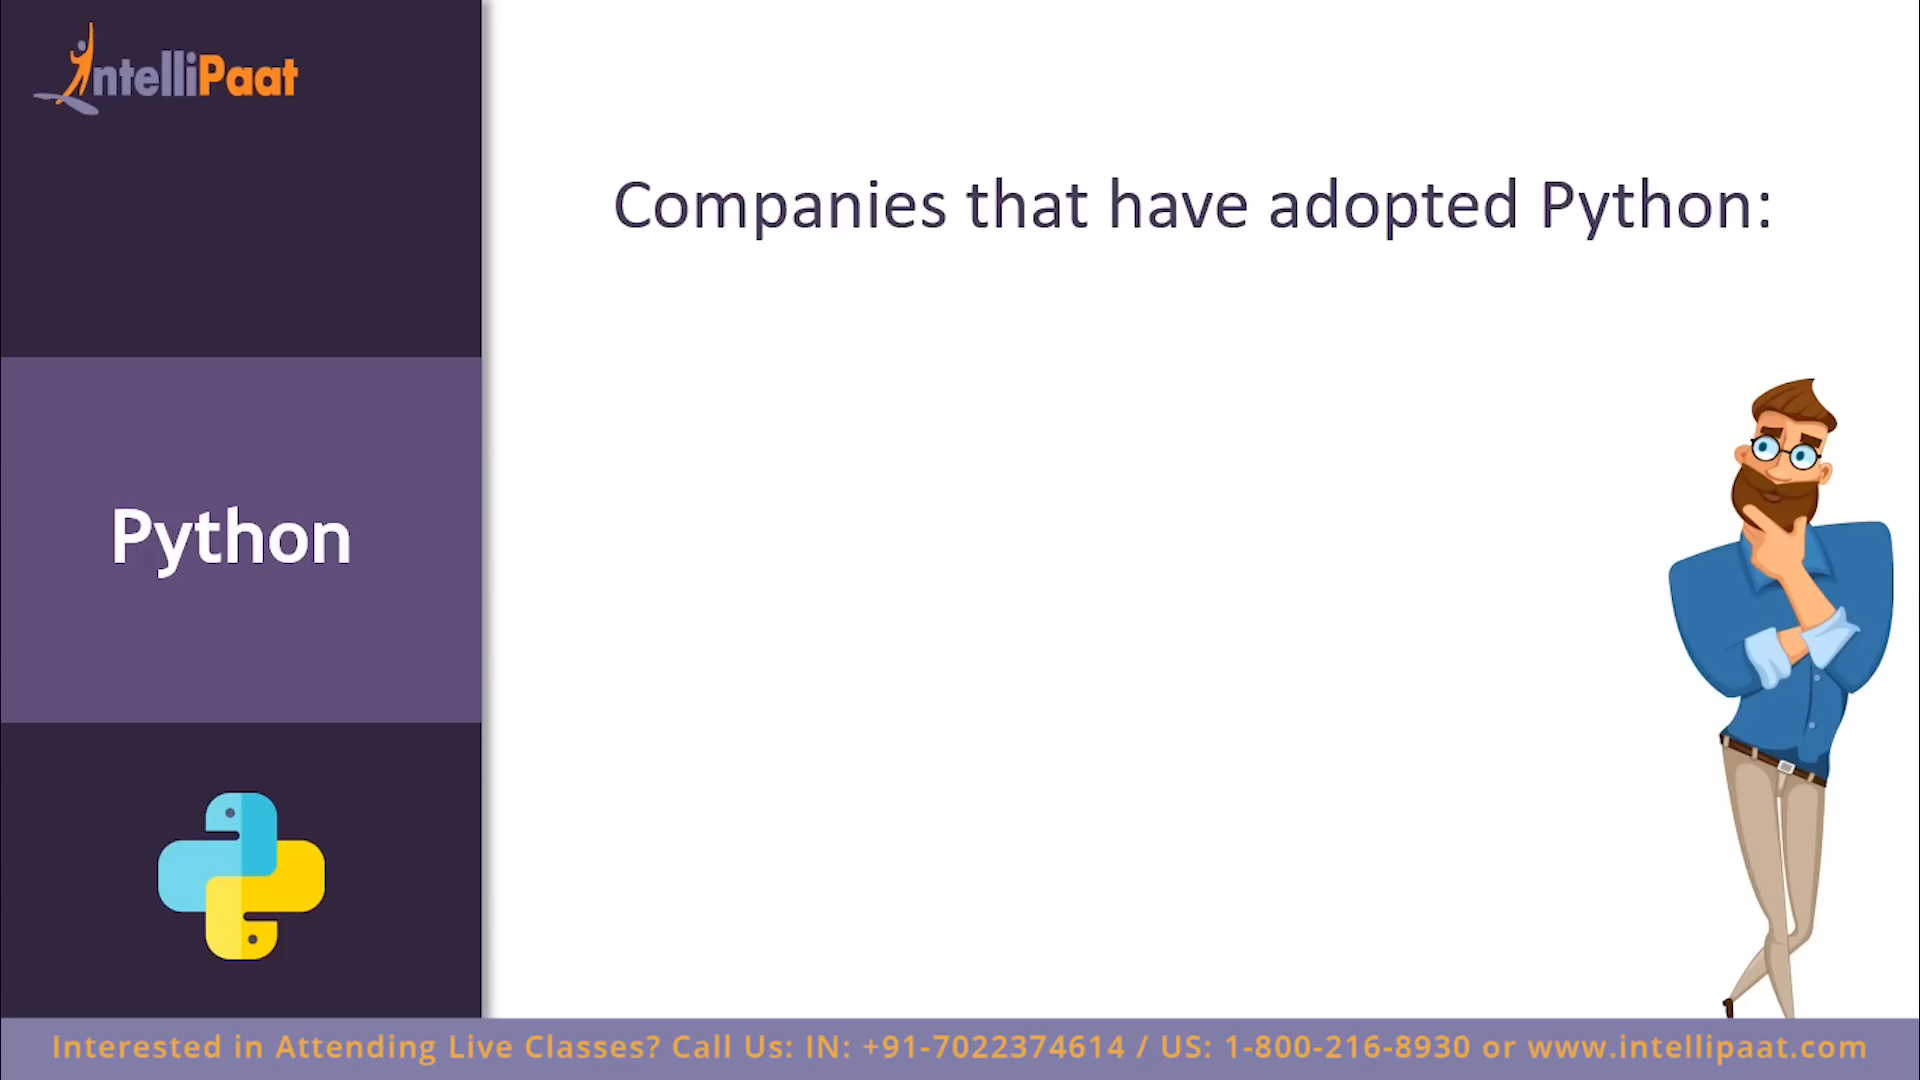 IntelliPaat
Companies that have adopted Python:
Python
Interested in Attending Live Classes? Call Us: IN: +91-7022374614 / US: 1-800-216-8930 or www.intellipaat.com